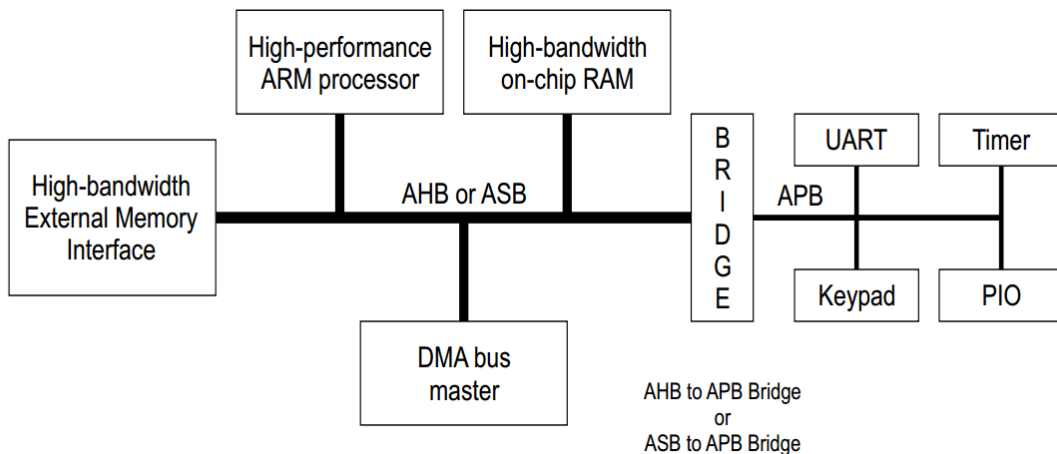 High-performance
ARM processor
High-bandwidth
on-chip RAM
High-bandwidth
External Memory
Interface
AHB or ASB
DMA bus
master
B
R
I
D
G
E
APB
UART
Timer
Keypad
PIO
AHB to APB Bridge
or
ASB to APB Bridge